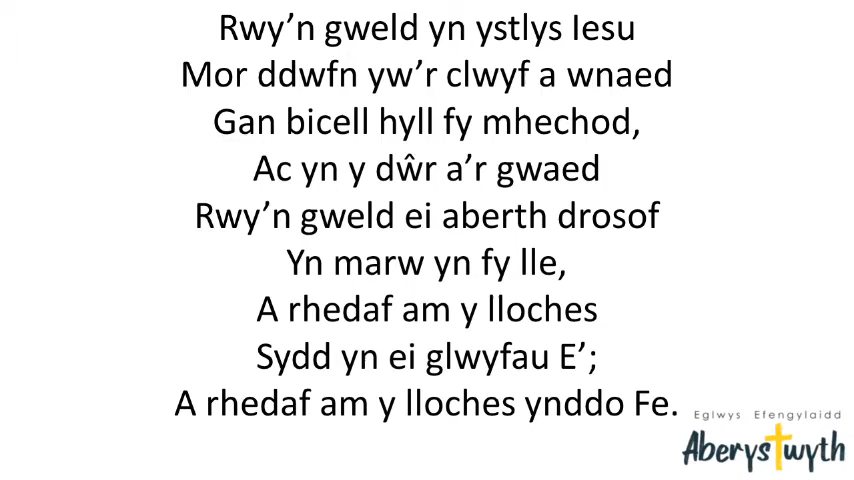 Rwy’n gweld yn ystlys Iesu
Mor ddwfn yw’r clwyf a wnaed
Gan bicell hyll fy mhechod,
Ac yn y dŵr a’r gwaed
Rwy’n gweld ei aberth drosof
Yn marw yn fy lle,
A rhedaf am y lloches
Sydd yn ei glwyfau E’;
A rhedaf am y lloches ynddo Fe.
Eglwys Efengylaidd
Aberystwyth